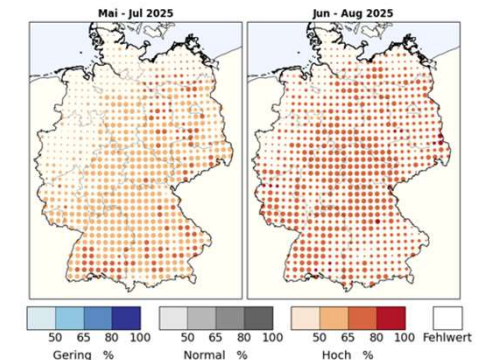 Mai - Jul 2025
Jun - Aug 2025
50 65 80 100
50 65 80 100
50 65 80 100
Fehlwert
Gering %
Normal %
Hoch %